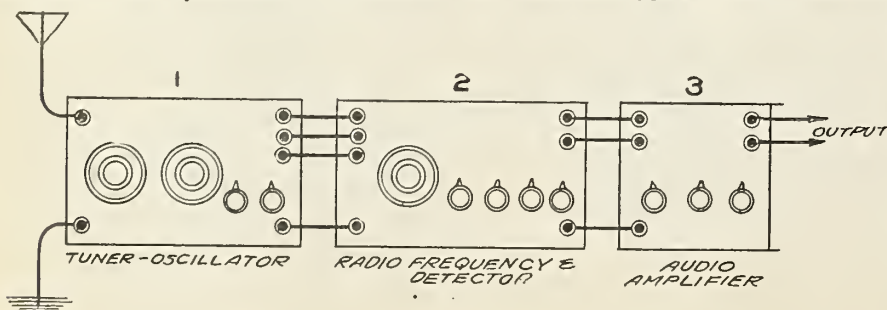 1
2
3
OUTPUT
TUNER-OSCILLATOR
RADIO FREQUENCY &
DETECTOR
AUDIO
AMPLIFIER